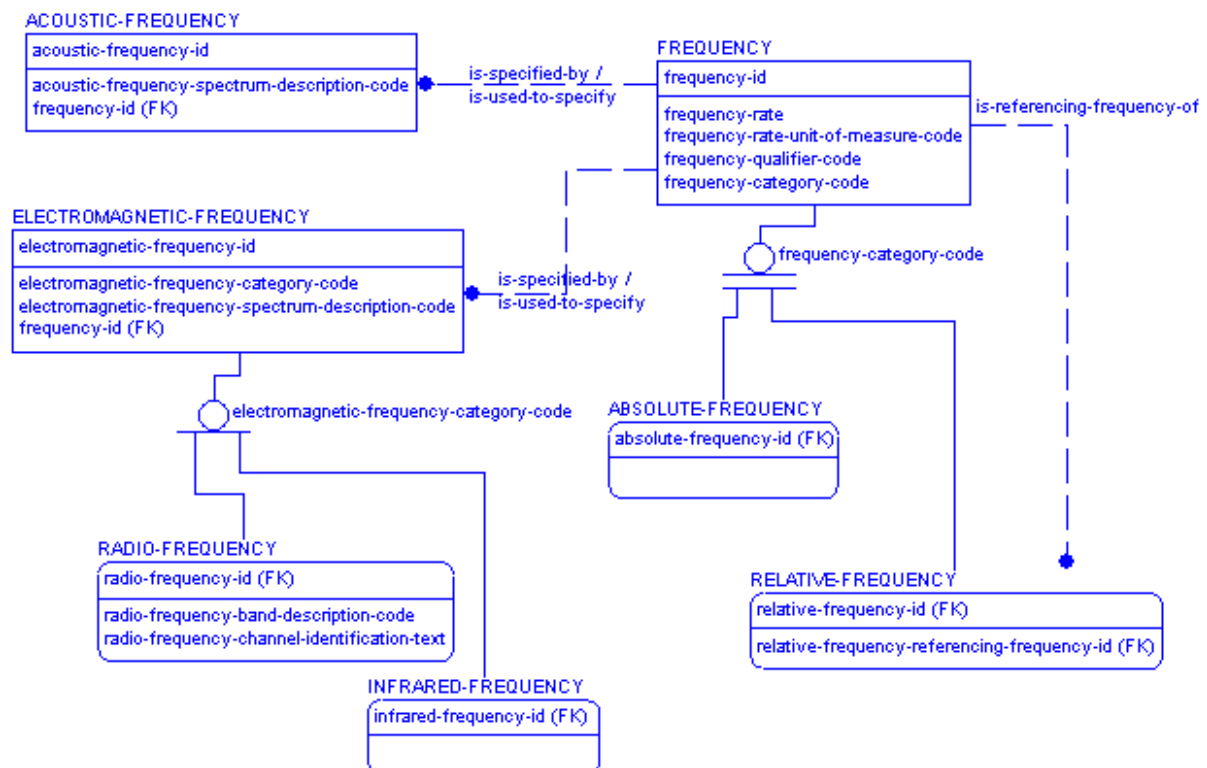 ACOUSTIC-FREQUENCY
acoustic-frequency-id
acoustic-frequency-spectrum-description-code
frequency-id (FK)
is-specified-by /
is-used-to-specify
FREQUENCY
frequency-id
frequency-rate
frequency-rate-unit-of-measure-code
frequency-qualifier-code
frequency-category-code
is-referencing-frequency-of
ELECTROMAGNETIC-FREQUENCY
electromagnetic-frequency-id
electromagnetic-frequency-category-code
electromagnetic-frequency-spectrum-description-code
frequency-id (FK)
is-specified-by /
is-used-to-specify
frequency-category-code
electromagnetic-frequency-category-code
ABSOLUTE-FREQUENCY
absolute-frequency-id (FK)
RADIO-FREQUENCY
radio-frequency-id (FK)
radio-frequency-band-description-code
radio-frequency-channel-identification-text
RELATIVE-FREQUENCY
relative-frequency-id (FK)
relative-frequency-referencing-frequency-id (FK)
INFRARED-FREQUENCY
infrared-frequency-id (FK)